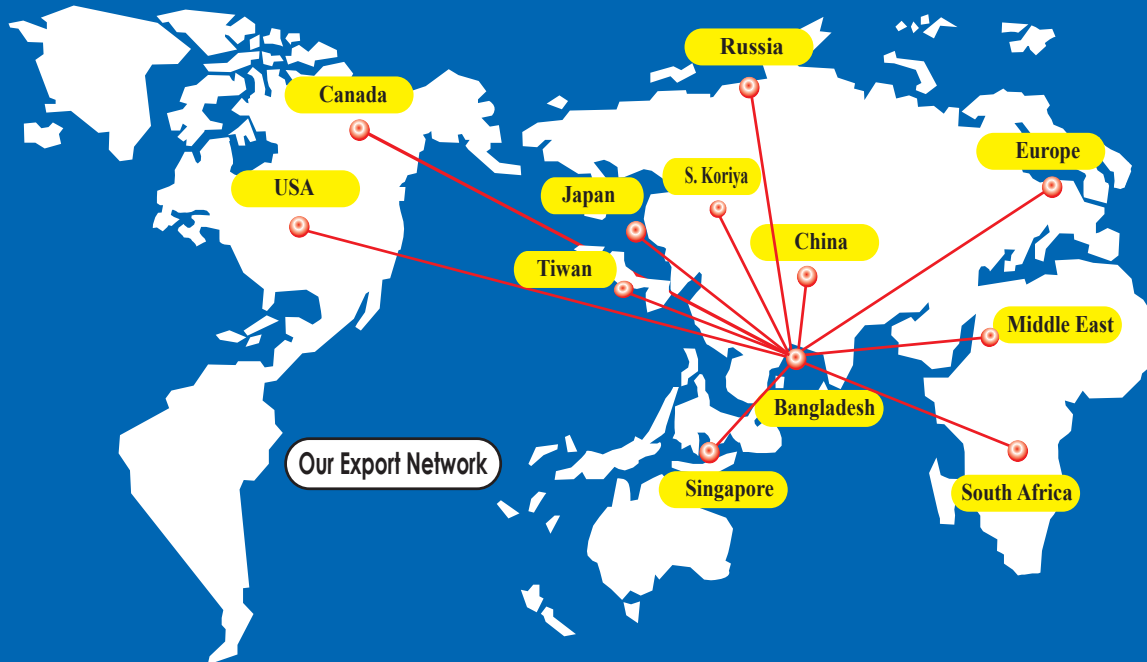 Russia
Canada
Europe
S. Koriya
USA
Japan
China
Tiwan
Middle East
Bangladesh
Our Export Network
Singapore
South Africa